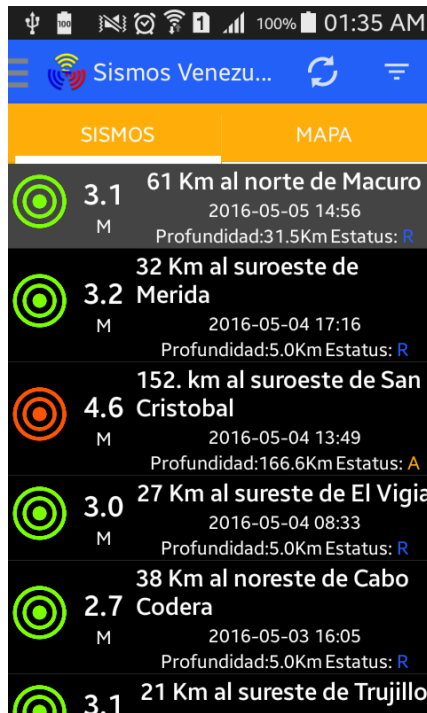 100 1 100% 01:35 AM
Sismos Venezu...
SISMOS MAPA
61 Km al norte de Macuro
3.1
2016-05-05 14:56
M
Profundidad:31.5Km Estatus: R
32 Km al suroeste de
3.2 Merida
M 2016-05-04 17:16
Profundidad:5.0Km Estatus: R
152. km al suroeste de San
4.6 Cristobal
M 2016-05-04 13:49
Profundidad:166.6Km Estatus: A
27 Km al sureste de El Vigia
3.0
2016-05-04 08:33
M
Profundidad:5.0Km Estatus: R
38 Km al noreste de Cabo
2.7 Codera
M 2016-05-03 16:05
Profundidad:5.0Km Estatus: R
21 Km al sureste de Trujillo
3.1